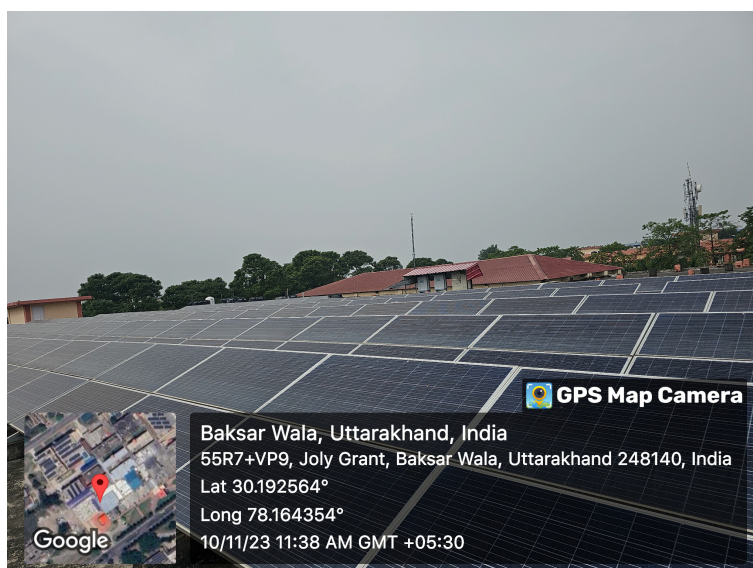 GPS Map Camera
Baksar Wala, Uttarakhand, India
55R7+VP9, Joly Grant, Baksar Wala, Uttarakhand 248140, India
Lat 30.192564°
Long 78.164354°
10/11/23 11:38 AM GMT +05:30
Google